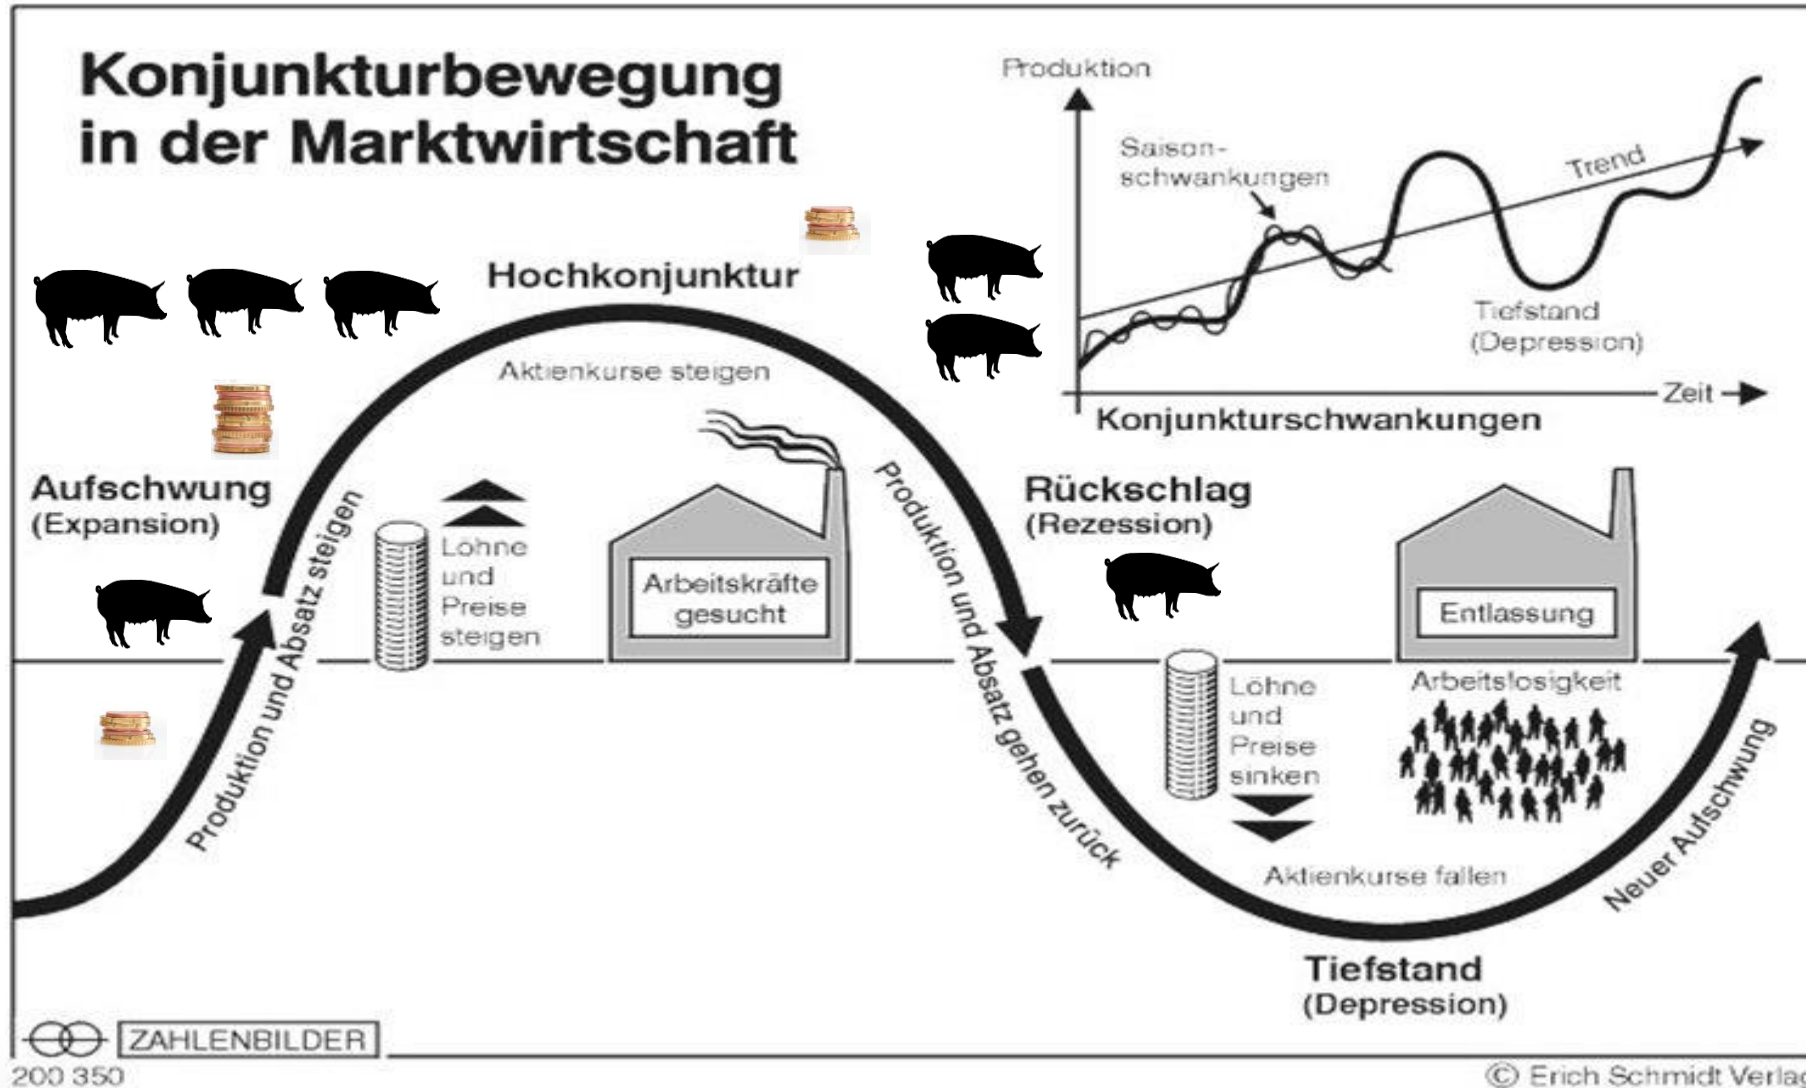 Konjunkturbewegung
in der Marktwirtschaft
Produktion
Saison-
schwankungen
Trend
Tiefstand
(Depression)
Zeit
Konjunkturschwankungen
Hochkonjunktur
Aktienkurse steigen
Aufschwung
(Expansion)
Produktion und Absatz steigen
Löhne
und
Preise
steigen
Arbeitskräfte
gesucht
Produktion und Absatz gehen zurück
Rückschlag
(Rezession)
Löhne
und
Preise
sinken
Entlassung
Arbeitslosigkeit
Aktienkurse fallen
Neuer Aufschwung
Tiefstand
(Depression)
ZAHLENBILDER
200 350
© Erich Schmidt Verlag